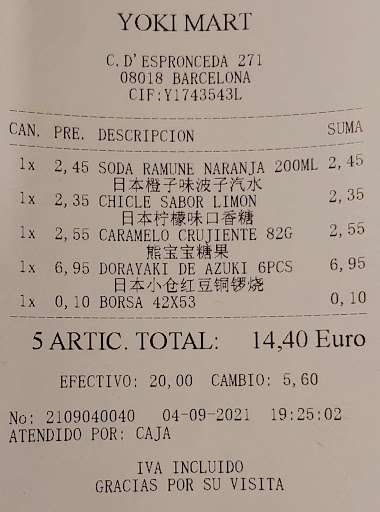 YOKI MART
C.D'ESPRONCEDA 271
08018 BARCELONA
CIF:Y1743543L
CAN. PRE. DESCRIPCION SUMA
1x 2,45 SODA RAMUNE NARANJA 200ML 2,45
日本橙子味波子汽水
1x 2,35 CHICLE SABOR LIMON 2,35
日本柠檬味口香糖
1x 2,55 CARAMELO CRUJIENTE 82G 2,55
熊宝宝糖果
1x 6,95 DORAYAKI DE AZUKI 6PCS 6,95
日本小仓红豆铜锣烧
1x 0,10 BORSA 42X53 0,10
5 ARTIC. TOTAL: 14,40 Euro
EFECTIVO: 20,00 CAMBIO: 5,60
No: 2109040040 04-09-2021 19:25:02
ATENDIDO POR: CAJA
IVA INCLUIDO
GRACIAS POR SU VISITA